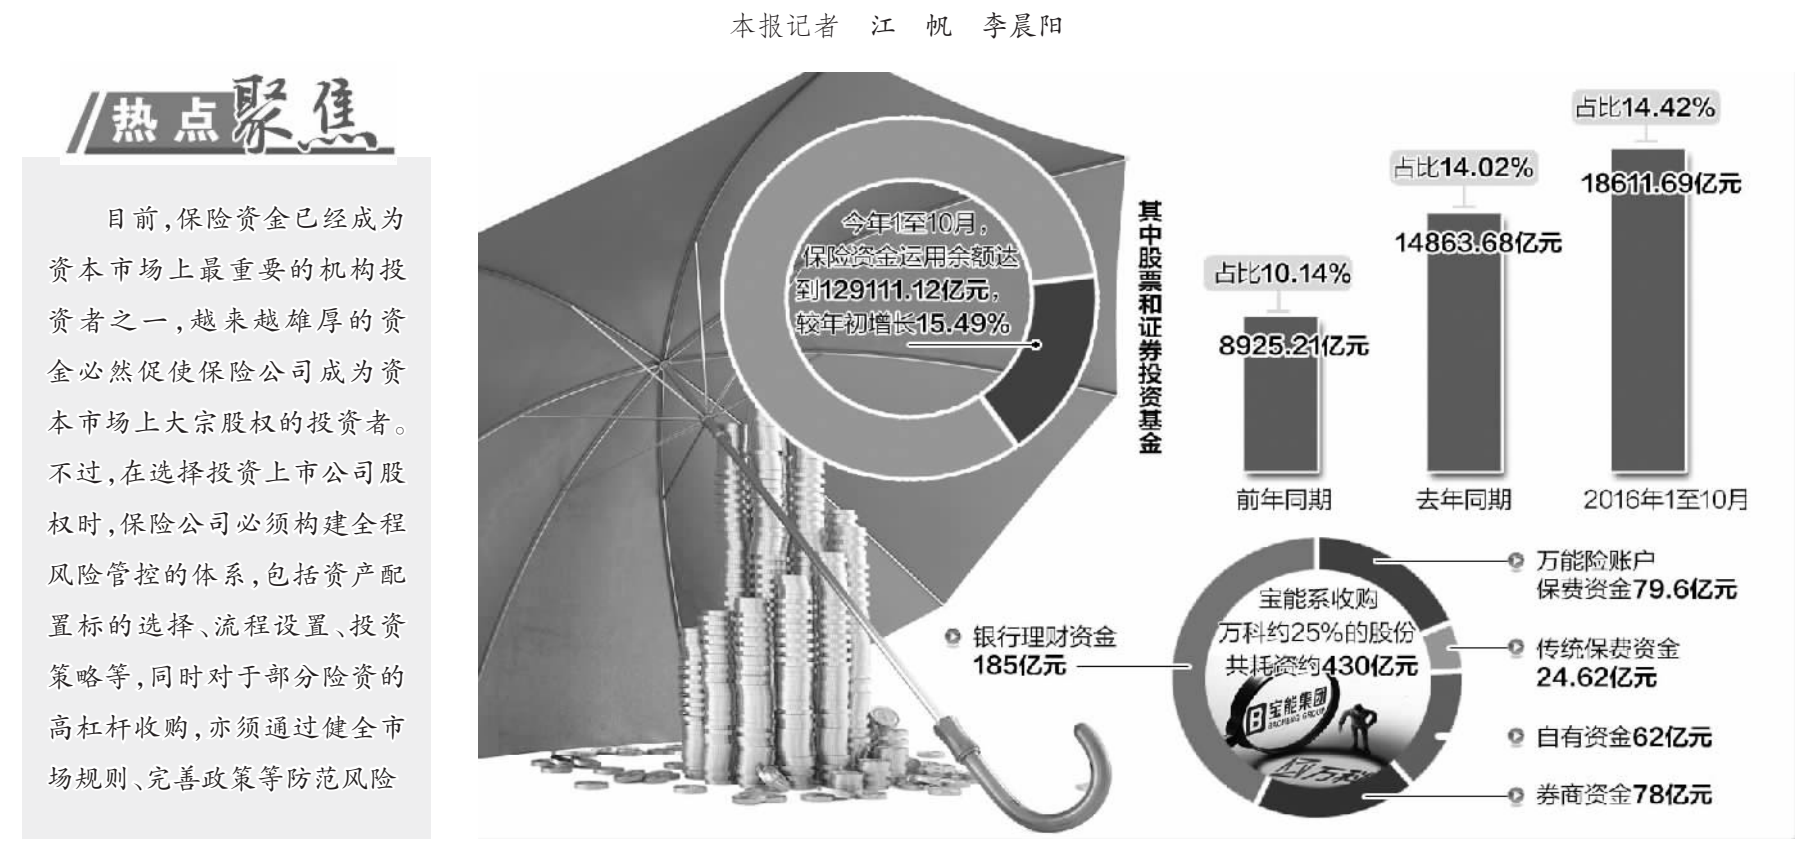 本报记者 江 帆 李晨阳
热点聚焦
目前,保险资金已经成为
资本市场上最重要的机构投
资者之一,越来越雄厚的资
金必然促使保险公司成为资
本市场上大宗股权的投资者。
不过,在选择投资上市公司股
权时,保险公司必须构建全程
风险管控的体系,包括资产配
置标的选择、流程设置、投资
策略等,同时对于部分险资的
高杠杆收购,亦须通过健全市
场规则、完善政策等防范风险
今年1至10月,
保险资金运用余额达
到129111.12亿元,
较年初增长15.49%
其中股票和证券投资基金
占比10.14%
8925.21亿元
前年同期
占比14.02%
14863.68亿元
去年同期
占比14.42%
18611.69亿元
2016年1至10月
宝能系收购
万科约25%的股份
共耗资约430亿元
宝能集团
BAONENG GROUP
万科
银行理财资金
185亿元
万能险账户
保费资金79.6亿元
传统保费资金
24.62亿元
自有资金62亿元
券商资金78亿元